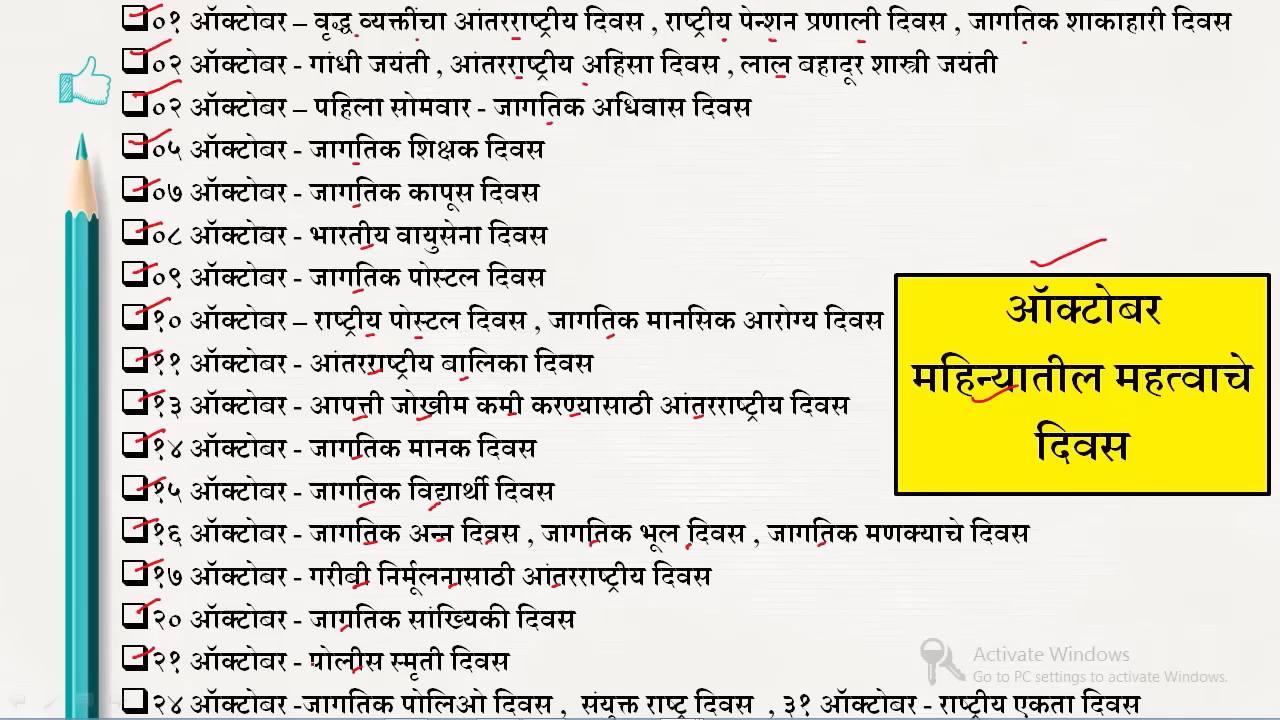 ०१ ऑक्टोबर – वृद्ध व्यक्तींचा आंतरराष्ट्रीय दिवस , राष्ट्रीय पेन्शन प्रणाली दिवस , जागतिक शाकाहारी दिवस
०२ ऑक्टोबर - गांधी जयंती , आंतरराष्ट्रीय अहिंसा दिवस , लाल बहादूर शास्त्री जयंती
०२ ऑक्टोबर – पहिला सोमवार - जागतिक अधिवास दिवस
०५ ऑक्टोबर - जागतिक शिक्षक दिवस
०७ ऑक्टोबर - जागतिक कापूस दिवस
०८ ऑक्टोबर - भारतीय वायुसेना दिवस
०९ ऑक्टोबर - जागतिक पोस्टल दिवस
१० ऑक्टोबर – राष्ट्रीय पोस्टल दिवस , जागतिक मानसिक आरोग्य दिवस
११ ऑक्टोबर - आंतरराष्ट्रीय बालिका दिवस
१३ ऑक्टोबर - आपत्ती जोखीम कमी करण्यासाठी आंतरराष्ट्रीय दिवस
१४ ऑक्टोबर - जागतिक मानक दिवस
१५ ऑक्टोबर - जागतिक विद्यार्थी दिवस
१६ ऑक्टोबर - जागतिक अन्न दिवस , जागतिक भूल दिवस , जागतिक मणक्याचे दिवस
१७ ऑक्टोबर - गरीबी निर्मूलनासाठी आंतरराष्ट्रीय दिवस
२० ऑक्टोबर - जागतिक सांख्यिकी दिवस
२१ ऑक्टोबर - पोलीस स्मृती दिवस
२४ ऑक्टोबर -जागतिक पोलिओ दिवस , संयुक्त राष्ट्र दिवस , ३१ ऑक्टोबर - राष्ट्रीय एकता दिवस
ऑक्टोबर
महिन्यातील महत्वाचे
दिवस
Activate Windows
Go to PC settings to activate Windows.